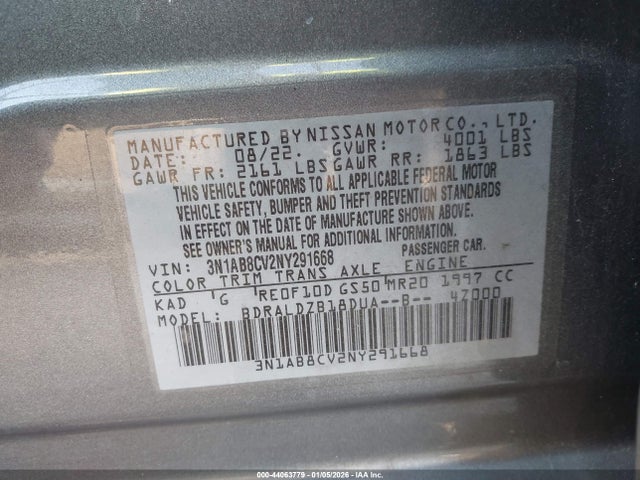 MANUFACTURED BY NISSAN MOTOR CO., LTD.
DATE: 08/22. GVWR: 4001 LBS
GAWR FR: 2161 LBS GAWR RR: 1863 LBS
THIS VEHICLE CONFORMS TO ALL APPLICABLE FEDERAL MOTOR
VEHICLE SAFETY, BUMPER AND THEFT PREVENTION STANDARDS
IN EFFECT ON THE DATE OF MANUFACTURE SHOWN ABOVE.
SEE OWNER'S MANUAL FOR ADDITIONAL INFORMATION.
VIN: 3N1AB8CV2NY291668 PASSENGER CAR.
COLOR TRIM TRANS AXLE ENGINE
KAD G RE0F10D GS50 MR20 1997 CC
MODEL: BDRALDZB18DUA--B-- 47000
3N1AB8CV2NY291668
000-44063779 - 01/05/2026 - IAA Inc.